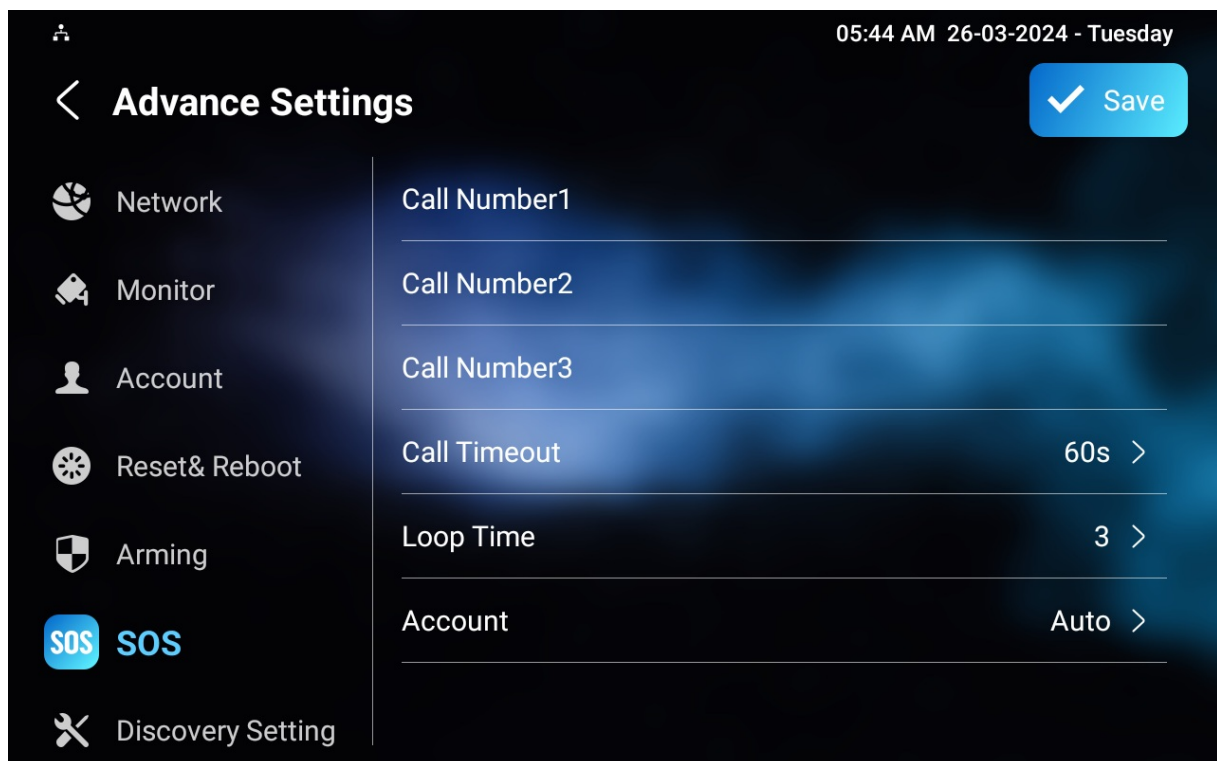 05:44 AM 26-03-2024 - Tuesday
Advance Settings
Save
Network
Monitor
Account
Reset& Reboot
Arming
SOS SOS
Discovery Setting
Call Number1
Call Number2
Call Number3
Call Timeout 60s
Loop Time 3
Account Auto